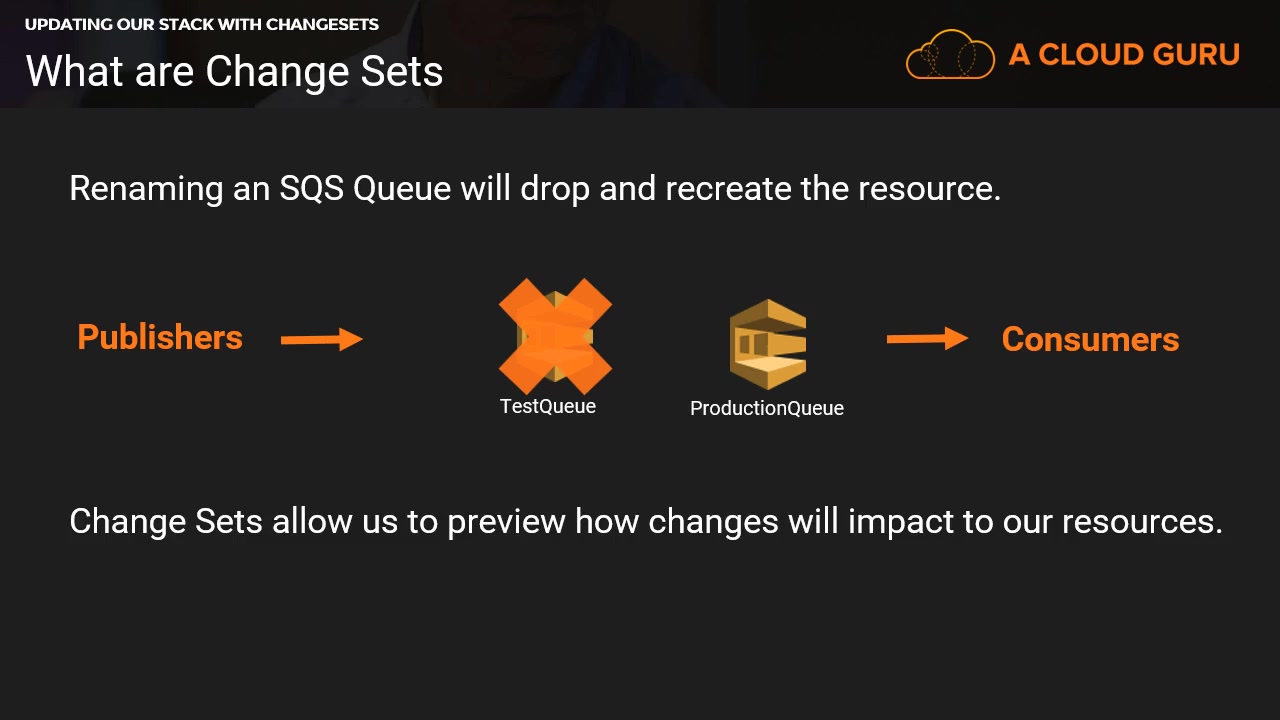 UPDATING OUR STACK WITH CHANGESETS
What are Change Sets
A CLOUD GURU
Renaming an SQS Queue will drop and recreate the resource.
Publishers
Consumers
TestQueue
ProductionQueue
Change Sets allow us to preview how changes will impact to our resources.